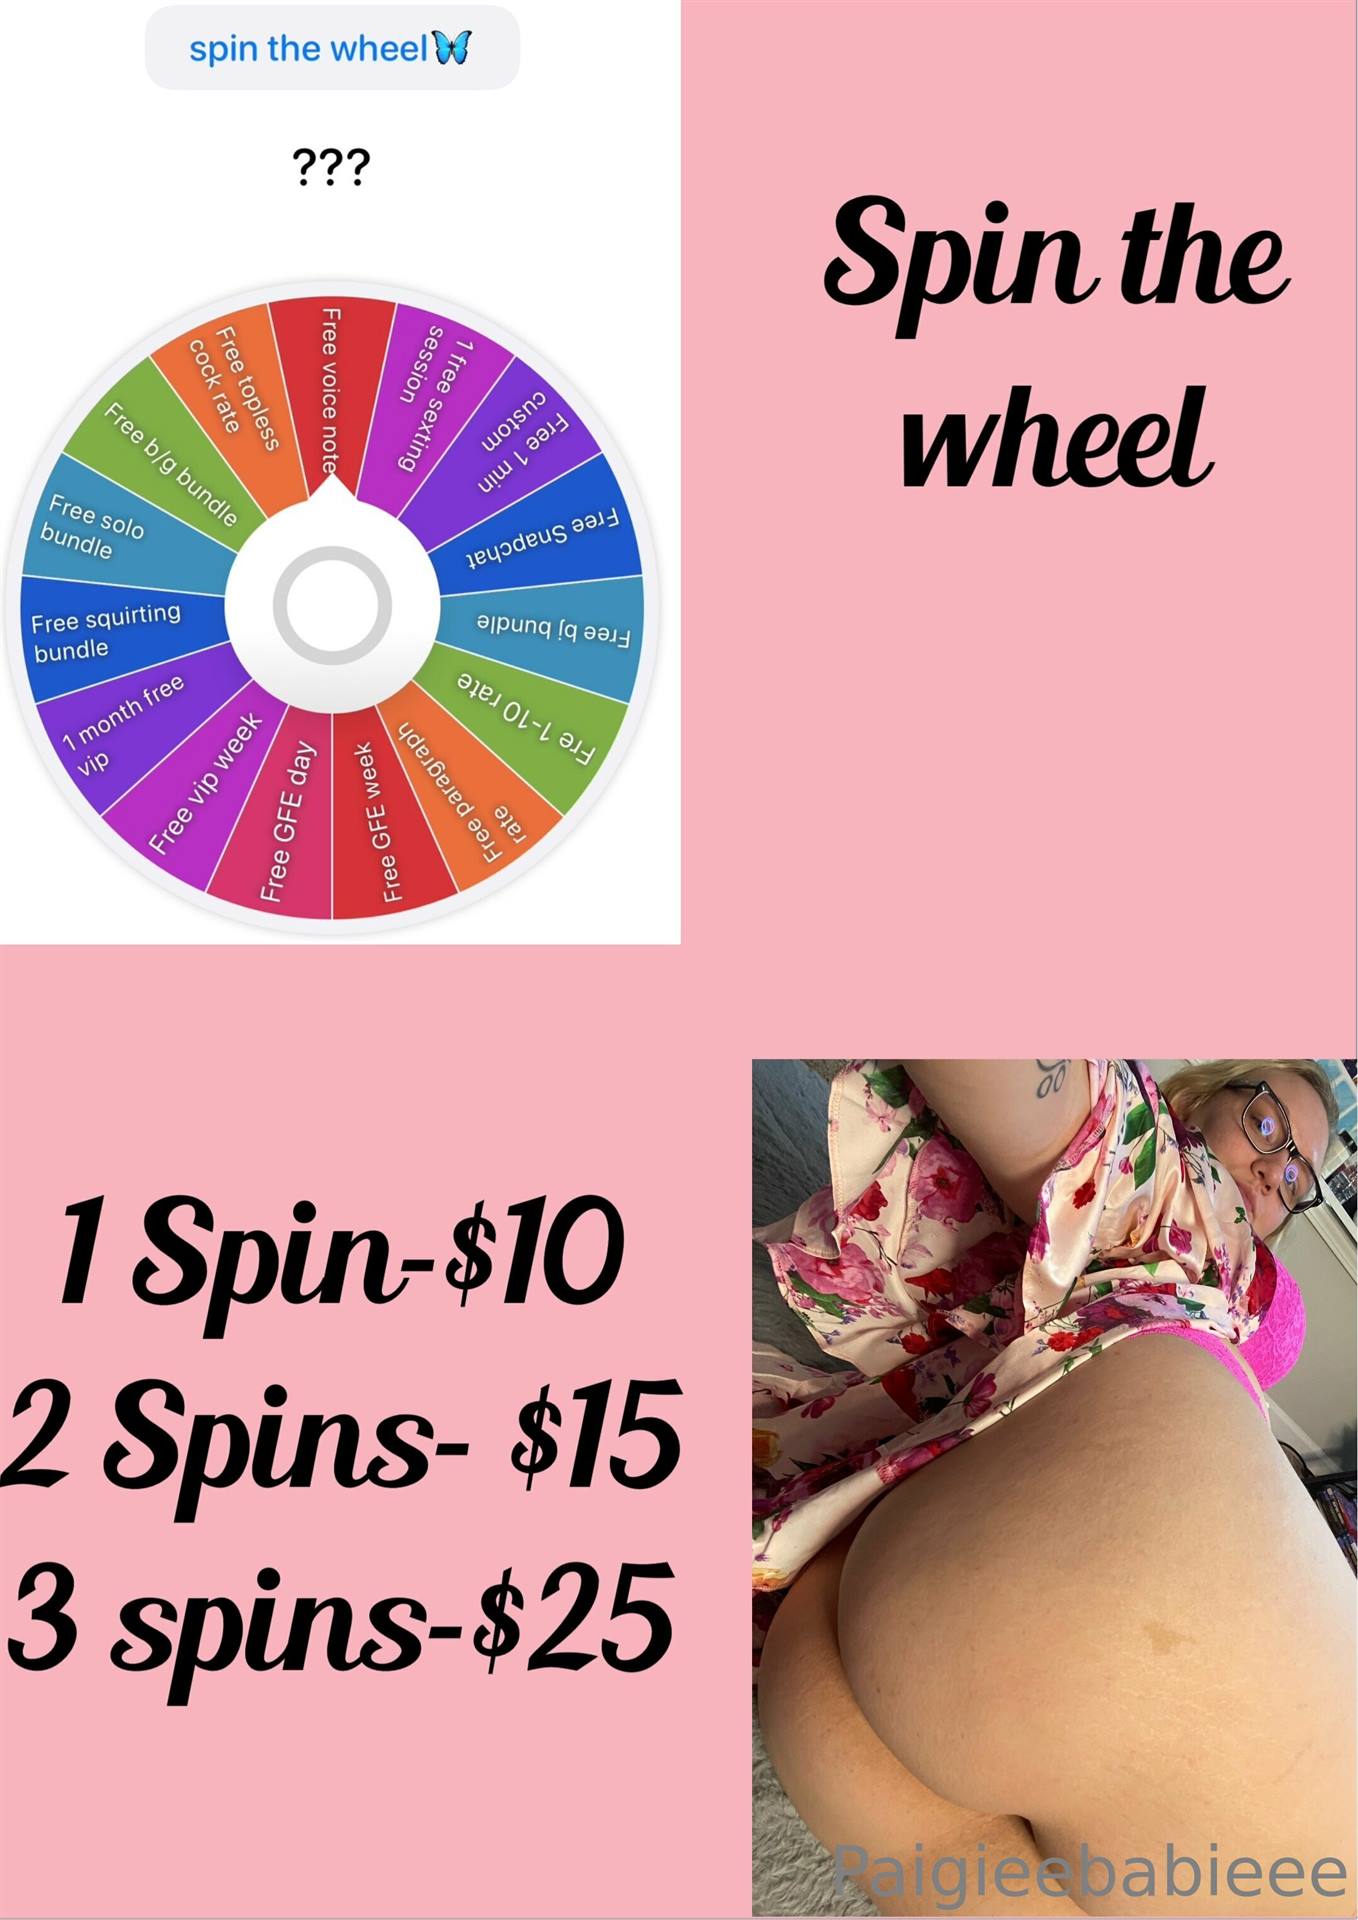 spin the wheel🦋
???
Free voice note
1 free sexting
session
Free 1 min
custom
Free Snapchat
Free bj bundle
Fre 1-10 rate
Free paragraph
rate
Free GFE week
Free GFE day
Free vip week
1 month free
vip
Free squirting
bundle
Free solo
bundle
Free b/g bundle
Free topless
cock rate
Spin the
wheel
1 Spin-$10
2 Spins- $15
3 spins-$25
Paigieebabieee